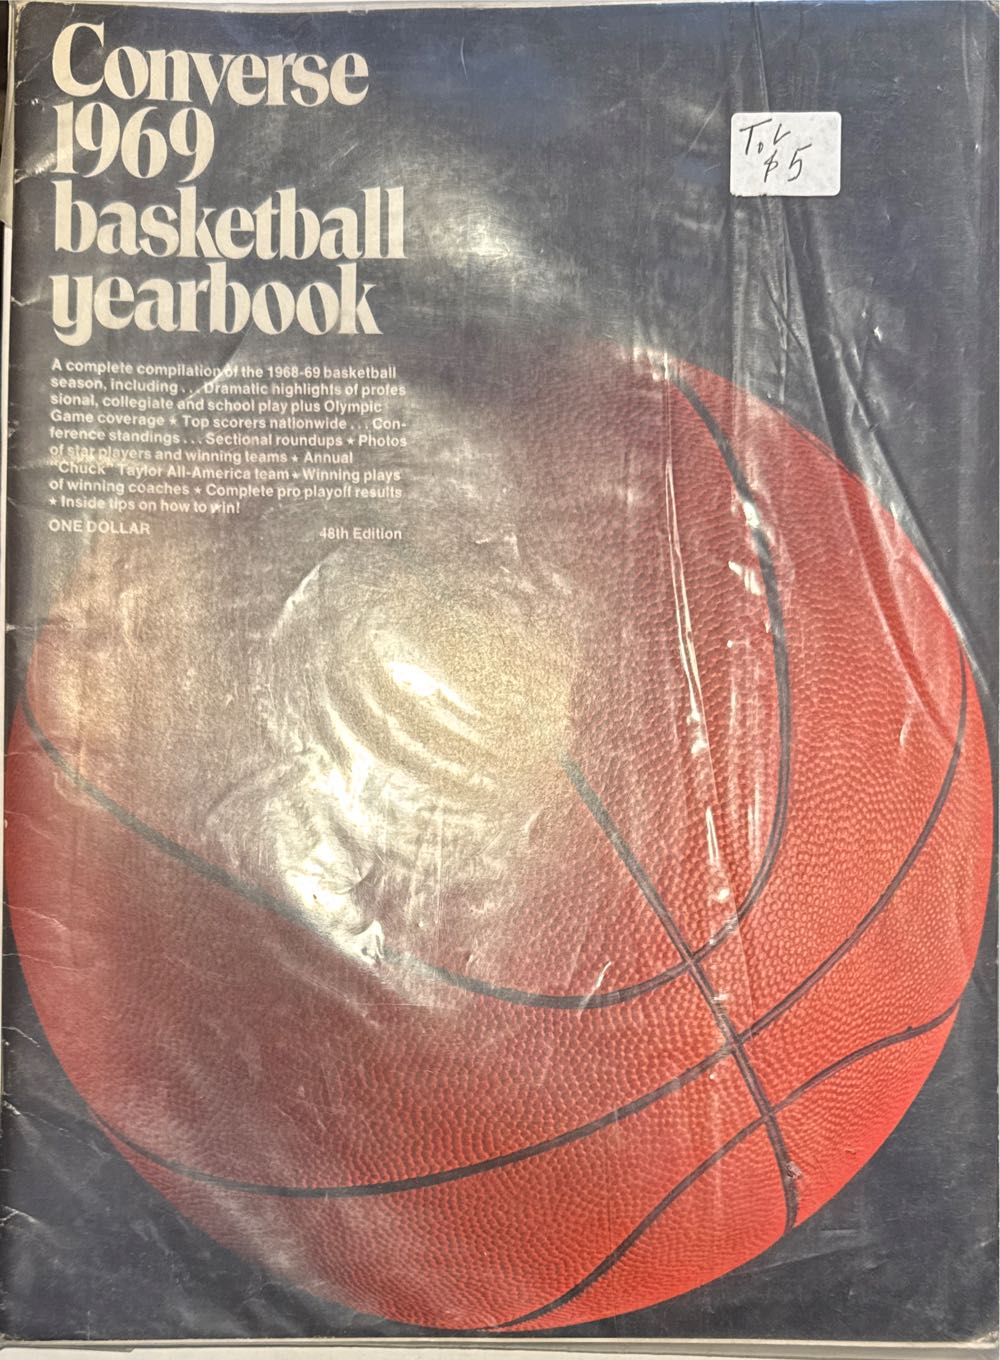 Converse
1969
basketball
yearbook
A complete compilation of the 1968-69 basketball
season, including ... Dramatic highlights of profes
sional, collegiate and school play plus Olympic
Game coverage ★ Top scorers nationwide ... Con-
ference standings ... Sectional roundups ★ Photos
of star players and winning teams ★ Annual
"Chuck" Taylor All-America team ★ Winning plays
of winning coaches ★ Complete pro playoff results
★ Inside tips on how to win!
ONE DOLLAR 48th Edition
$5